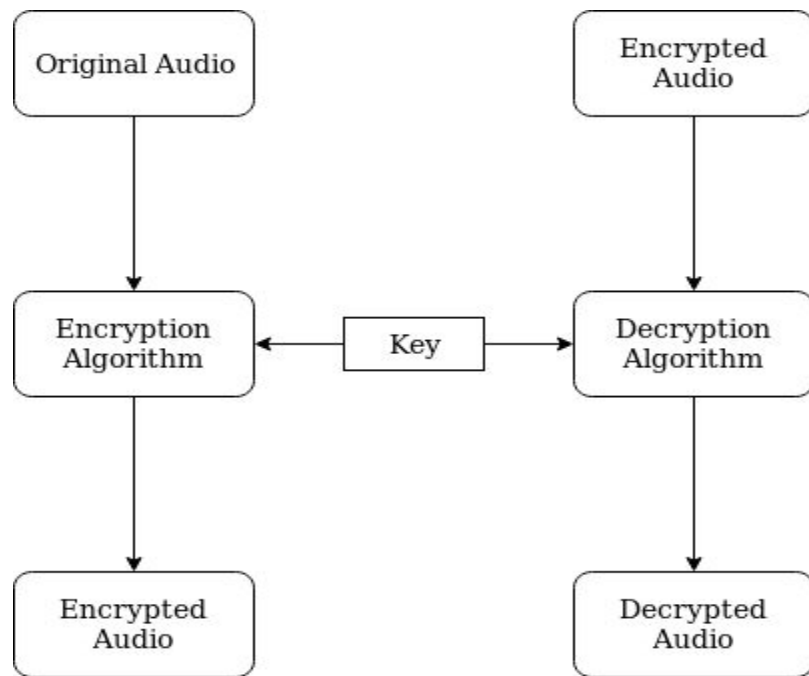 Original Audio
Encrypted
Audio
Encryption
Algorithm
Key
Decryption
Algorithm
Encrypted
Audio
Decrypted
Audio